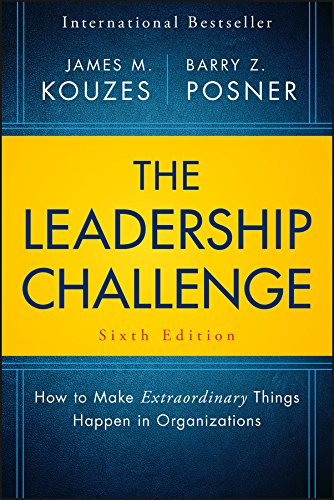 International Bestseller
JAMES M. BARRY Z.
KOUZES POSNER
THE
LEADERSHIP
CHALLENGE
Sixth Edition
How to Make Extraordinary Things
Happen in Organizations